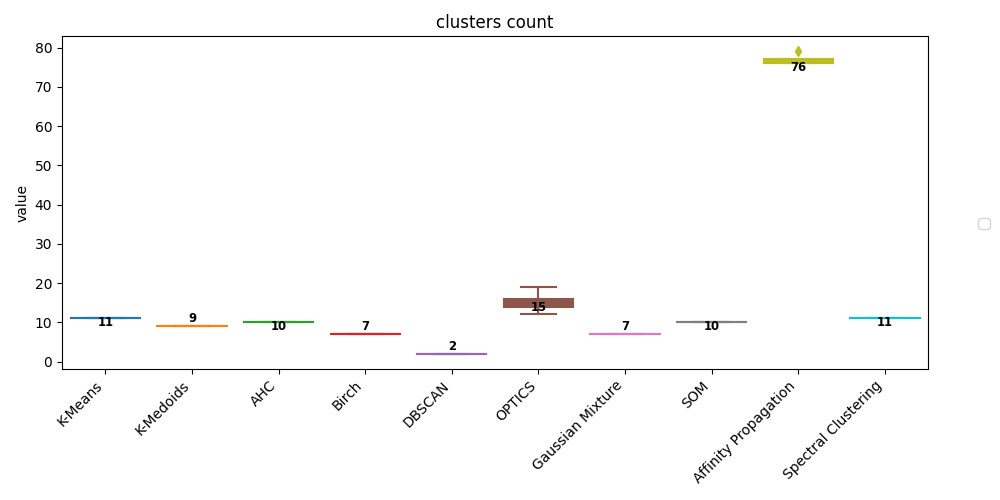 clusters count
value
80
70
60
50
40
30
20
10
0
11
9
10
7
2
15
7
10
76
11
K-Means
K-Medoids
AHC
Birch
DBSCAN
OPTICS
Gaussian Mixture
SOM
Affinity Propagation
Spectral Clustering